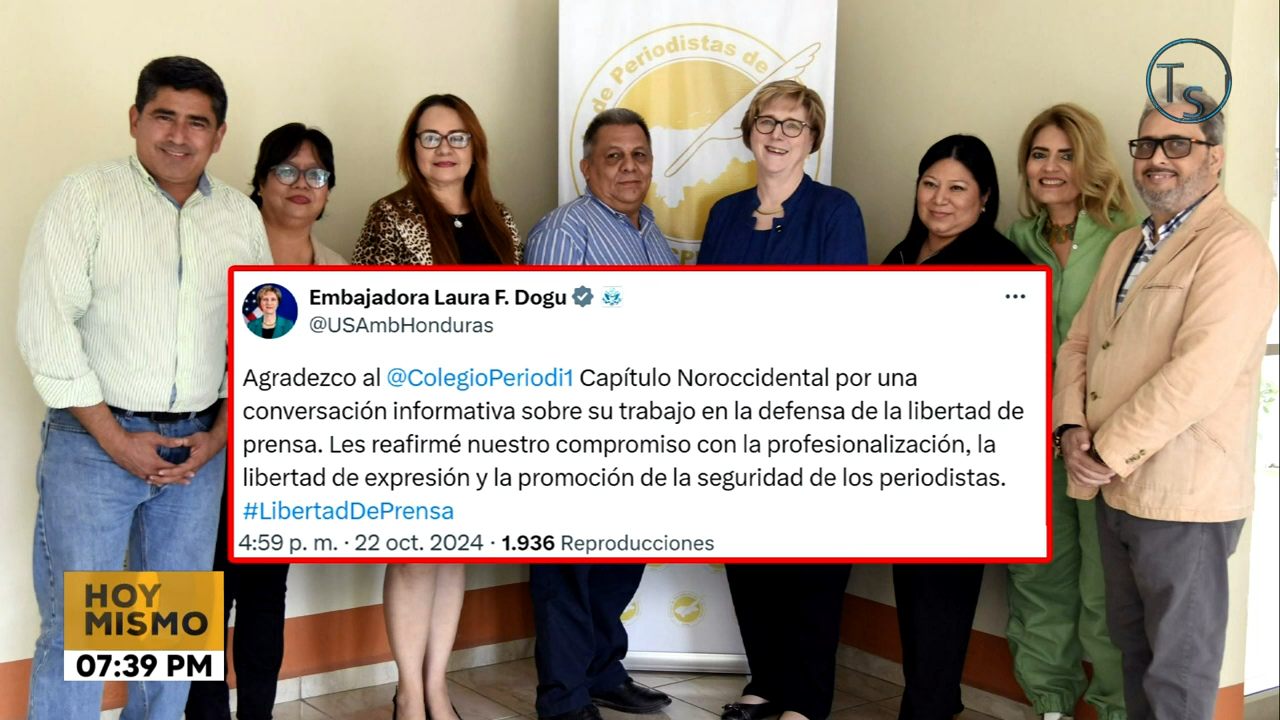 de Periodistas de
TS
Embajadora Laura F. Dogu
@USAmbHonduras
Agradezco al @ColegioPeriodi1 Capítulo Noroccidental por una
conversación informativa sobre su trabajo en la defensa de la libertad de
prensa. Les reafirmé nuestro compromiso con la profesionalización, la
libertad de expresión y la promoción de la seguridad de los periodistas.
#LibertadDePrensa
4:59 p. m. · 22 oct. 2024 · 1.936 Reproducciones
HOY
MISMO
07:39 PM